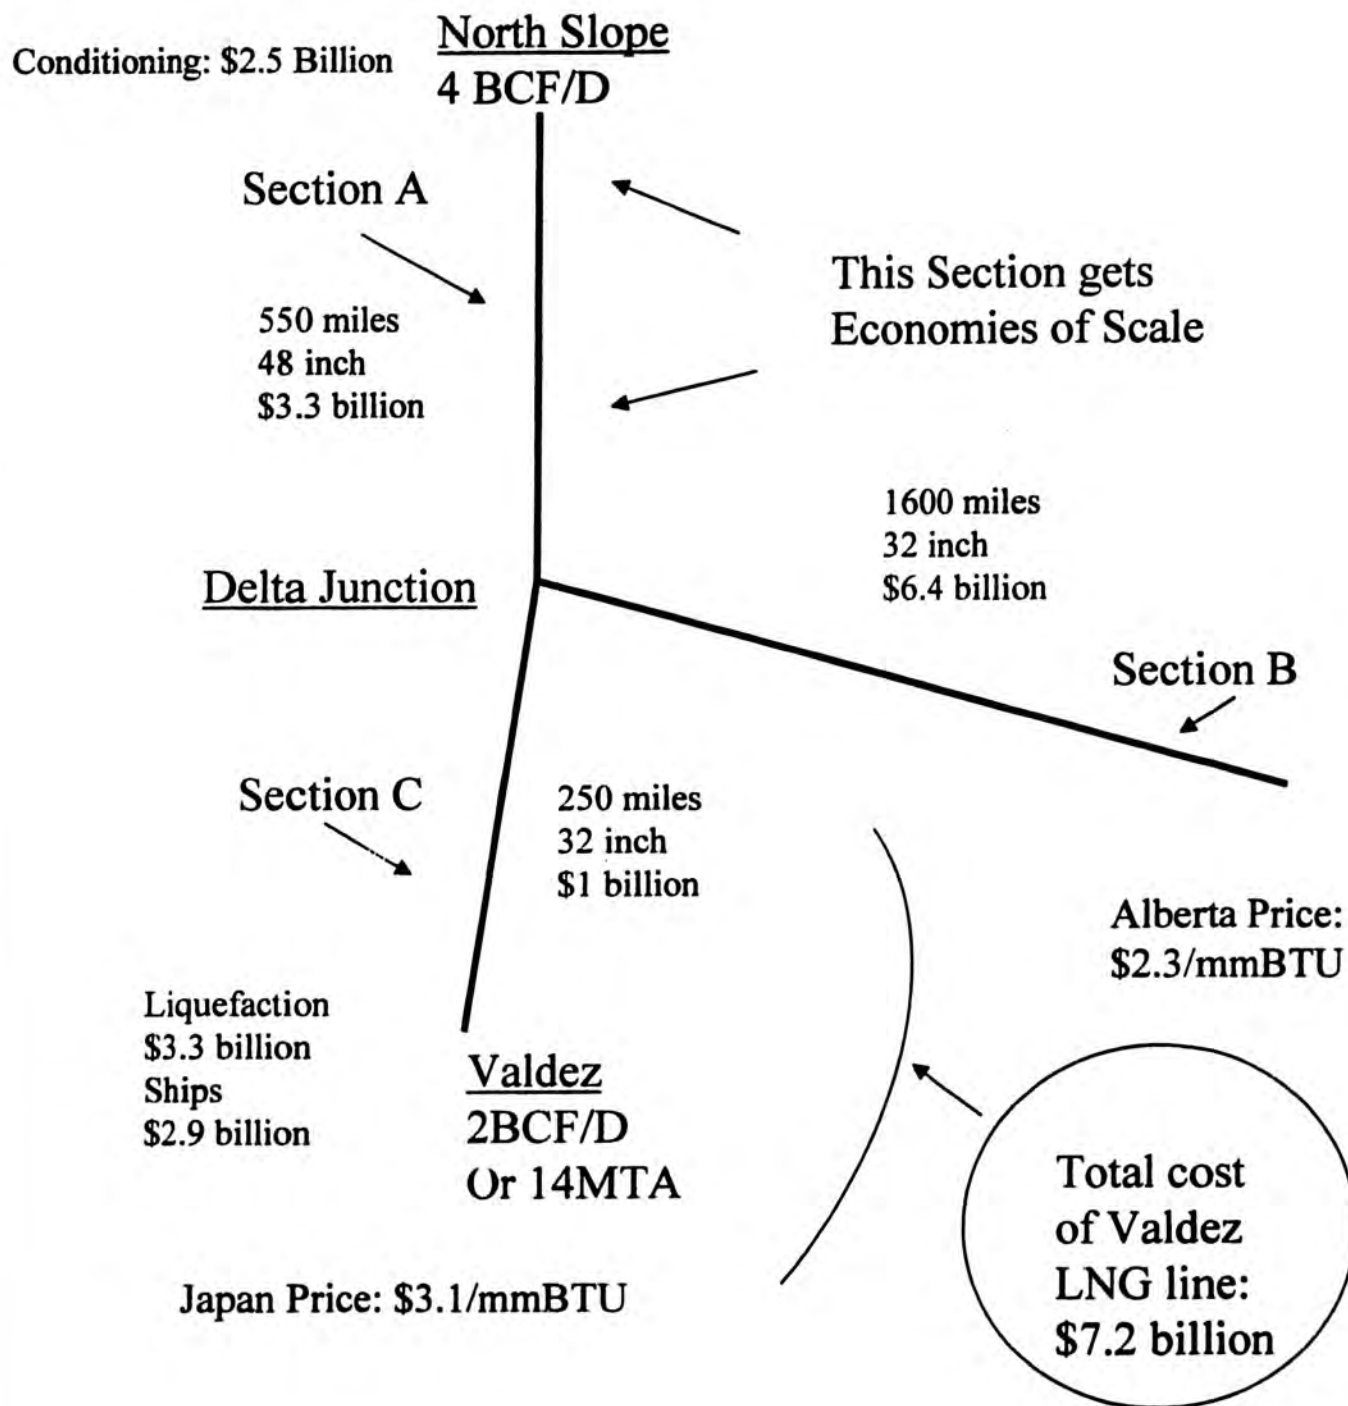 North Slope
Conditioning: $2.5 Billion
4 BCF/D
Section A
This Section gets
Economies of Scale
550 miles
48 inch
$3.3 billion
1600 miles
32 inch
$6.4 billion
Delta Junction
Section B
Section C
250 miles
32 inch
$1 billion
Alberta Price:
$2.3/mmBTU
Liquefaction
$3.3 billion
Ships
$2.9 billion
Valdez
2BCF/D
Or 14MTA
Total cost
of Valdez
LNG line:
$7.2 billion
Japan Price: $3.1/mmBTU